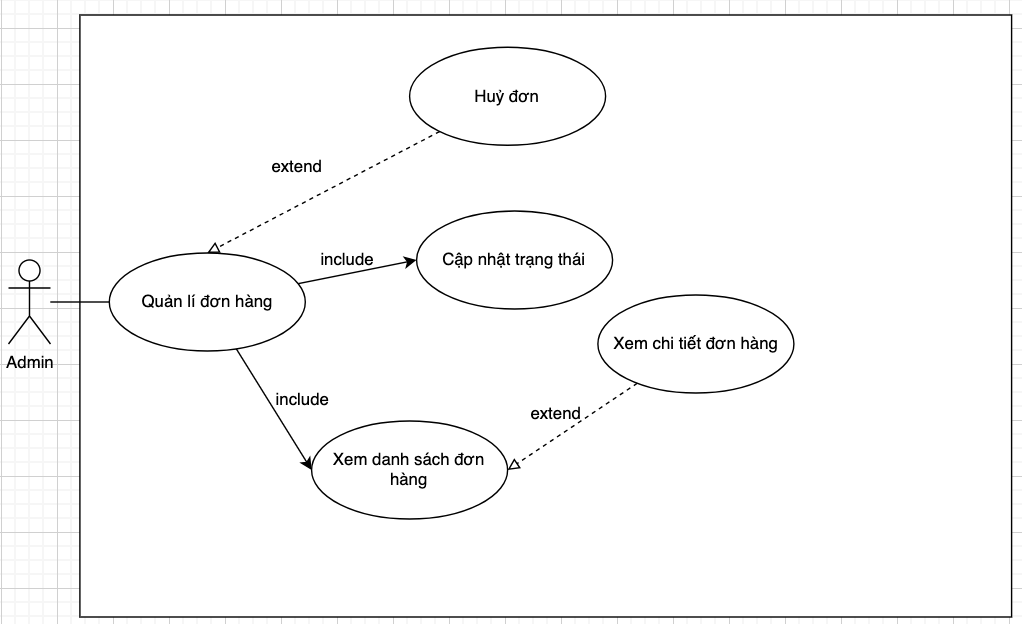 Huỷ đơn
extend
include
Cập nhật trạng thái
Quản lí đơn hàng
Xem chi tiết đơn hàng
Admin
include
extend
Xem danh sách đơn
hàng